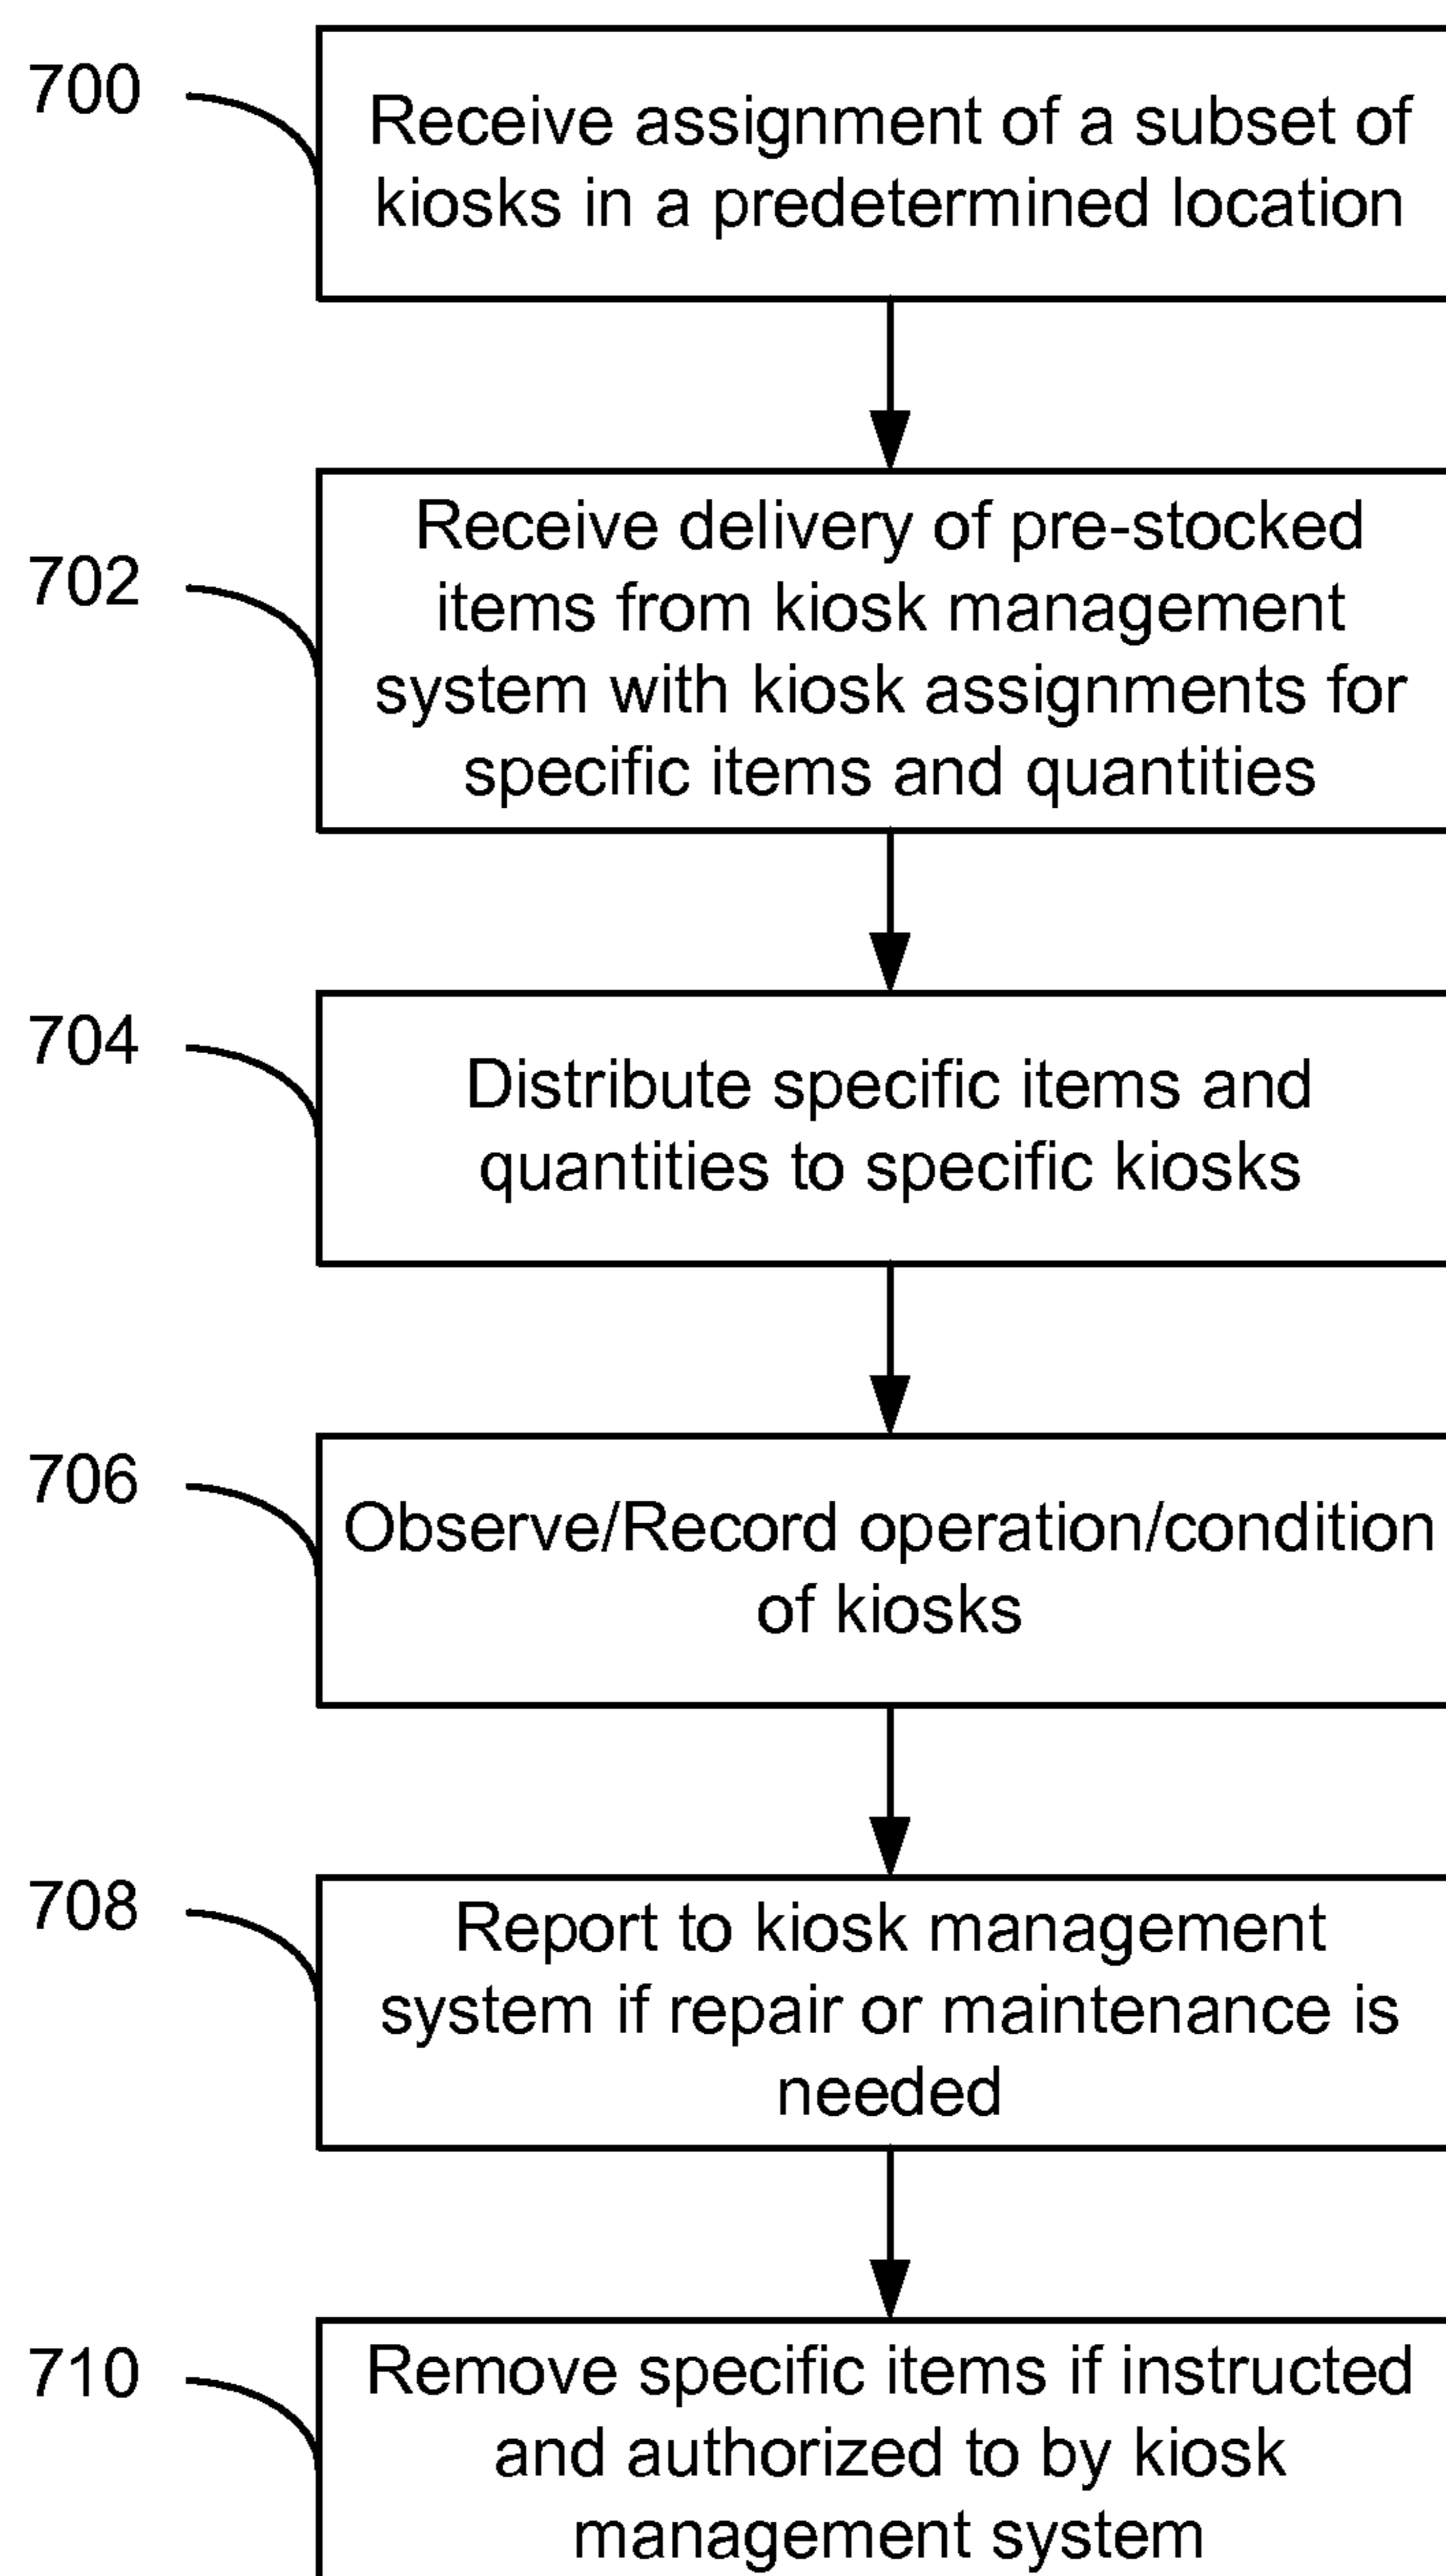 700
Receive assignment of a subset of
kiosks in a predetermined location
702
Receive delivery of pre-stocked
items from kiosk management
system with kiosk assignments for
specific items and quantities
704
Distribute specific items and
quantities to specific kiosks
706
Observe/Record operation/condition
of kiosks
708
Report to kiosk management
system if repair or maintenance is
needed
710
Remove specific items if instructed
and authorized to by kiosk
management system